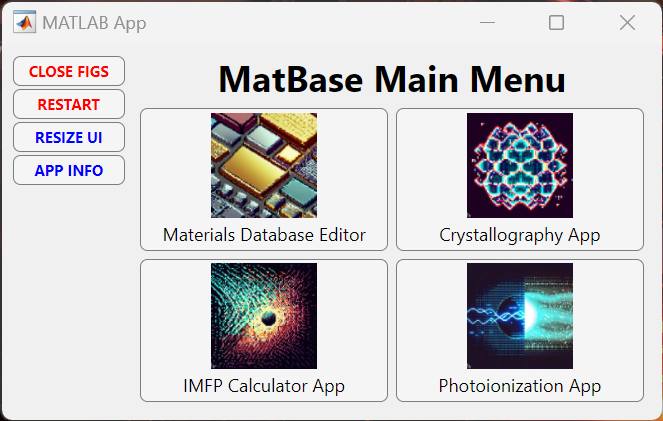 MATLAB App
CLOSE FIGS
RESTART
RESIZE UI
APP INFO
MatBase Main Menu
Materials Database Editor
Crystallography App
IMFP Calculator App
Photoionization App